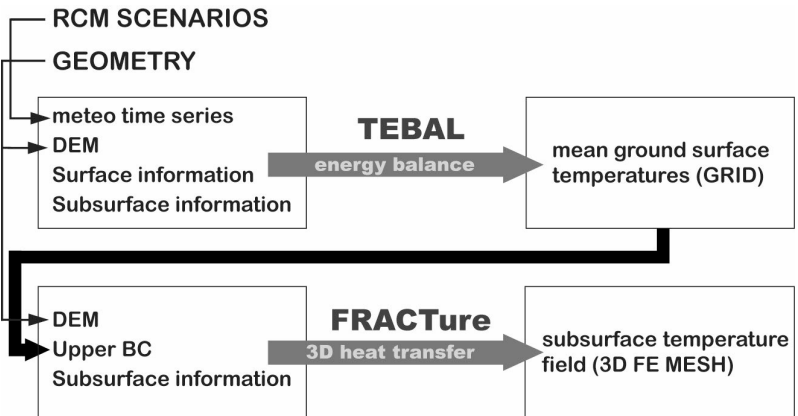 RCM SCENARIOS
GEOMETRY
meteo time series
DEM
Surface information
Subsurface information
TEBAL
energy balance
mean ground surface
temperatures (GRID)
DEM
Upper BC
Subsurface information
FRACTure
3D heat transfer
subsurface temperature
field (3D FE MESH)